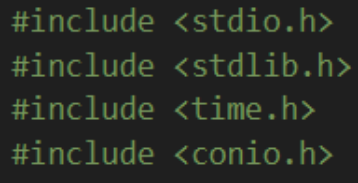 #include <stdio.h>
#include <stdlib.h>
#include <time.h>
#include <conio.h>